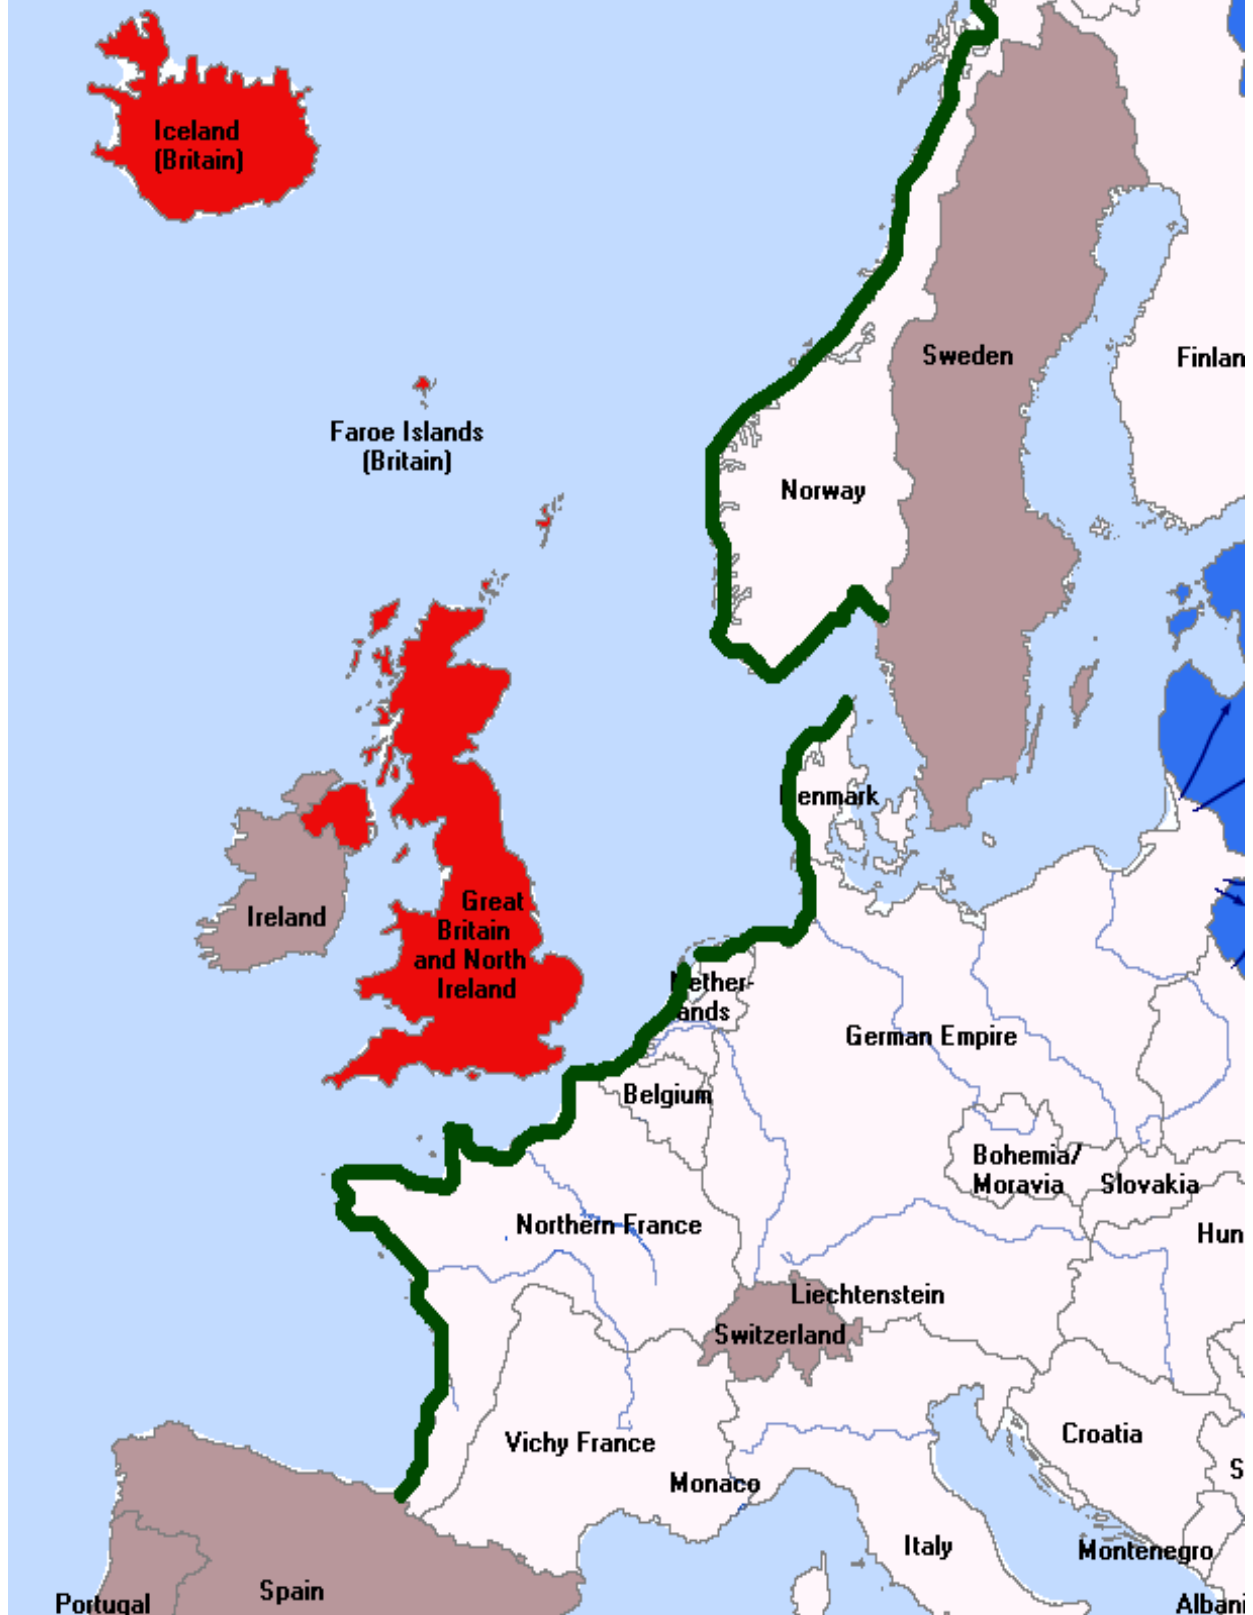 Iceland
(Britain)
Sweden
Finlan
Faroe Islands
(Britain)
Norway
enmark
Great
Britain
and North
Ireland
Ireland
ether-
ands
German Empire
Belgium
Bohemia/
Moravia
Slovakia
Northern France
Hun
Liechtenstein
Switzerland
Vichy France
Croatia
Monaco
S
Italy
Montenegro
Spain
Portugal
Albani